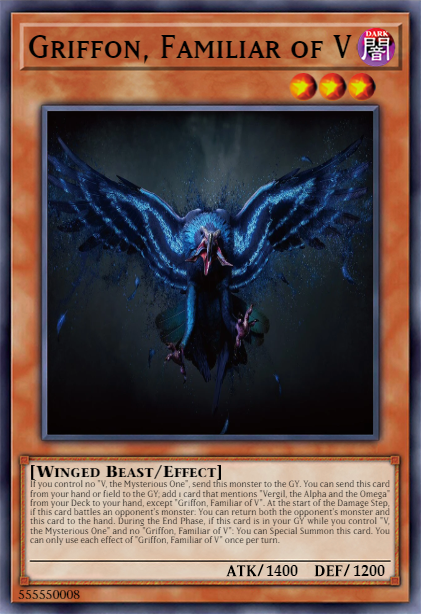 Griffon, Familiar of V
DARK
闇
[Winged Beast/Effect]
If you control no "V, the Mysterious One", send this monster to the GY. You can send this card
from your hand or field to the GY; add 1 card that mentions "Vergil, the Alpha and the Omega"
from your Deck to your hand, except "Griffon, Familiar of V". At the start of the Damage Step,
if this card battles an opponent's monster: You can return both the opponent's monster and
this card to the hand. During the End Phase, if this card is in your GY while you control "V,
the Mysterious One" and no "Griffon, Familiar of V": You can Special Summon this card. You
can only use each effect of "Griffon, Familiar of V" once per turn.
ATK/1400 DEF/1200
555550008